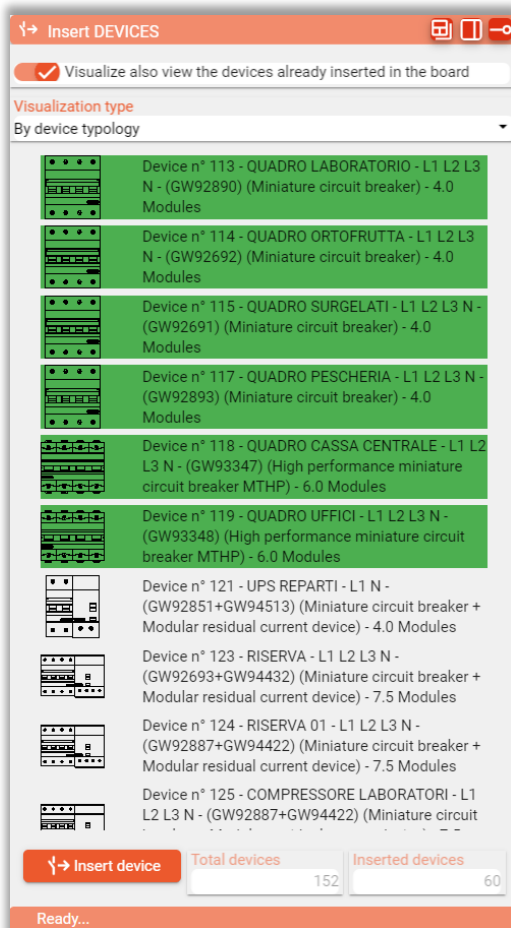 Insert DEVICES
Visualize also view the devices already inserted in the board
Visualization type
By device typology
Device n° 113 - QUADRO LABORATORIO - L1 L2 L3
N - (GW92890) (Miniature circuit breaker) - 4.0
Modules
Device n° 114 - QUADRO ORTOFRUTTA - L1 L2 L3
N - (GW92692) (Miniature circuit breaker) - 4.0
Modules
Device n° 115 - QUADRO SURGELATI - L1 L2 L3 N -
(GW92691) (Miniature circuit breaker) - 4.0
Modules
Device n° 117 - QUADRO PESCHERIA - L1 L2 L3 N -
(GW92893) (Miniature circuit breaker) - 4.0
Modules
Device n° 118 - QUADRO CASSA CENTRALE - L1 L2
L3 N - (GW93347) (High performance miniature
circuit breaker MTHP) - 6.0 Modules
Device n° 119 - QUADRO UFFICI - L1 L2 L3 N -
(GW93348) (High performance miniature circuit
breaker MTHP) - 6.0 Modules
Device n° 121 - UPS REPARTI - L1 N -
(GW92851+GW94513) (Miniature circuit breaker +
Modular residual current device) - 4.0 Modules
Device n° 123 - RISERVA - L1 L2 L3 N -
(GW92693+GW94432) (Miniature circuit breaker +
Modular residual current device) - 7.5 Modules
Device n° 124 - RISERVA 01 - L1 L2 L3 N -
(GW92887+GW94422) (Miniature circuit breaker +
Modular residual current device) - 7.5 Modules
Device n° 125 - COMPRESSORE LABORATORI - L1
L2 L3 N - (GW92887+GW94422) (Miniature circuit
Insert device
Total devices
152
Inserted devices
60
Ready...